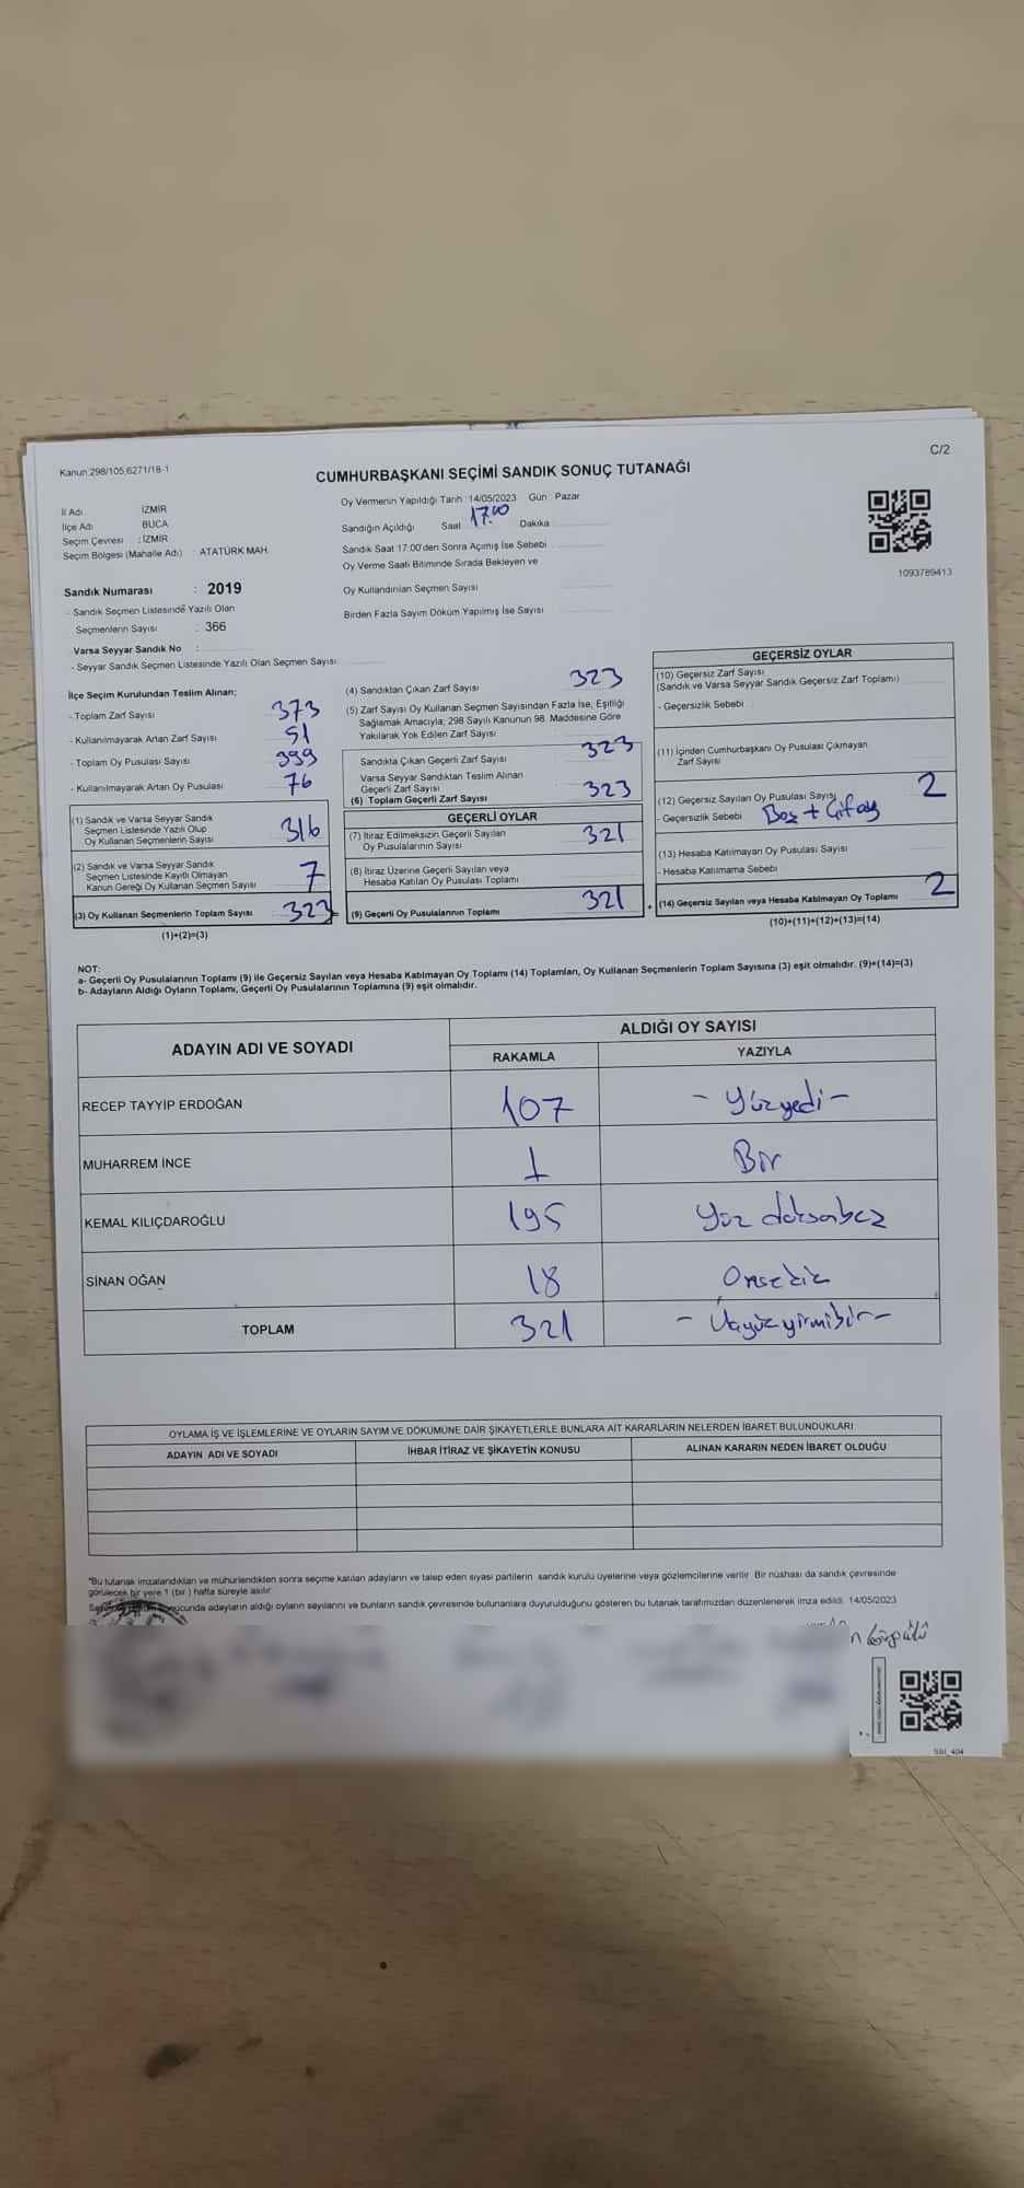 Kanun:298/105,6271/18-1
C/2
CUMHURBAŞKANI SEÇİMİ SANDIK SONUÇ TUTANAĞI
İl Adı İZMİR
İlçe Adı BUCA
Seçim Çevresi : İZMİR
Seçim Bölgesi (Mahalle Adı) : ATATÜRK MAH.
Oy Vermenin Yapıldığı Tarih : 14/05/2023 Gün : Pazar
Sandığın Açıldığı Saat 17.00 Dakika
Sandık Saat 17:00'den Sonra Açımış İse Sebebi
Oy Verme Saati Bitiminde Sırada Bekleyen ve
Oy Kullandırılan Seçmen Sayısı
Birden Fazla Sayım Döküm Yapılmış İse Sayısı
1093789413
Sandık Numarası : 2019
- Sandık Seçmen Listesinde Yazılı Olan
Seçmenlerin Sayısı : 366
Varsa Seyyar Sandık No :
- Seyyar Sandık Seçmen Listesinde Yazılı Olan Seçmen Sayısı
İlçe Seçim Kurulundan Teslim Alınan;
- Toplam Zarf Sayısı 373
- Kullanılmayarak Artan Zarf Sayısı 51
- Toplam Oy Pusulası Sayısı 399
- Kullanılmayarak Artan Oy Pusulası 76
(1) Sandık ve Varsa Seyyar Sandık
Seçmen Listesinde Yazılı Olup
Oy Kullanan Seçmenlerin Sayısı 316
(2) Sandık ve Varsa Seyyar Sandık
Seçmen Listesinde Kayıtlı Olmayan
Kanun Gereği Oy Kullanan Seçmen Sayısı 7
(3) Oy Kullanan Seçmenlerin Toplam Sayısı 323
(1)+(2)=(3)
(4) Sandıktan Çıkan Zarf Sayısı 323
(5) Zarf Sayısı Oy Kullanan Seçmen Sayısından Fazla İse, Eşitliği
Sağlamak Amacıyla; 298 Sayılı Kanunun 98. Maddesine Göre
Yakılarak Yok Edilen Zarf Sayısı
Sandıkta Çıkan Geçerli Zarf Sayısı 323
Varsa Seyyar Sandıktan Teslim Alınan
Geçerli Zarf Sayısı
(6) Toplam Geçerli Zarf Sayısı 323
GEÇERLİ OYLAR
(7) İtiraz Edilmeksizin Geçerli Sayılan
Oy Pusulalarının Sayısı 321
(8) İtiraz Üzerine Geçerli Sayılan veya
Hesaba Katılan Oy Pusulası Toplamı
= (9) Geçerli Oy Pusulalarının Toplamı 321
GEÇERSİZ OYLAR
(10) Geçersiz Zarf Sayısı
(Sandık ve Varsa Seyyar Sandık Geçersiz Zarf Toplamı)
- Geçersizlik Sebebi
(11) İçinden Cumhurbaşkanı Oy Pusulası Çıkmayan
Zarf Sayısı
(12) Geçersiz Sayılan Oy Pusulası Sayısı 2
- Geçersizlik Sebebi Boş + Çift oy
(13) Hesaba Katılmayan Oy Pusulası Sayısı
- Hesaba Katılmama Sebebi
+ (14) Geçersiz Sayılan veya Hesaba Katılmayan Oy Toplamı 2
(10)+(11)+(12)+(13)=(14)
NOT:
a- Geçerli Oy Pusulalarının Toplamı (9) ile Geçersiz Sayılan veya Hesaba Katılmayan Oy Toplamı (14) Toplamları, Oy Kullanan Seçmenlerin Toplam Sayısına (3) eşit olmalıdır. (9)+(14)=(3)
b- Adayların Aldığı Oyların Toplamı, Geçerli Oy Pusulalarının Toplamına (9) eşit olmalıdır.
ADAYIN ADI VE SOYADI ALDIĞI OY SAYISI
RAKAMLA YAZIYLA
RECEP TAYYİP ERDOĞAN 107 - Yüzyedi -
MUHARREM İNCE 1 Bir
KEMAL KILIÇDAROĞLU 195 Yüz doksanbeş
SİNAN OĞAN 18 Onsekiz
TOPLAM 321 - Üçyüzyirmibir -
OYLAMA İŞ VE İŞLEMLERİNE VE OYLARIN SAYIM VE DÖKÜMÜNE DAİR ŞİKAYETLERLE BUNLARA AİT KARARLARIN NELERDEN İBARET BULUNDUKLARI
ADAYIN ADI VE SOYADI İHBAR İTİRAZ VE ŞİKAYETİN KONUSU ALINAN KARARIN NEDEN İBARET OLDUĞU
*Bu tutanak imzalandıktan ve mühürlendikten sonra seçime katılan adayların ve talep eden siyasi partilerin sandık kurulu üyelerine veya gözlemcilerine verilir. Bir nüshası da sandık çevresinde
görülecek bir yere 1 (bir) hafta süreyle asılır.
ucunda adayların aldığı oyların sayılarını ve bunların sandık çevresinde bulunanlara duyurulduğunu gösteren bu tutanak tarafımızdan düzenlenerek imza edildi. 14/05/2023